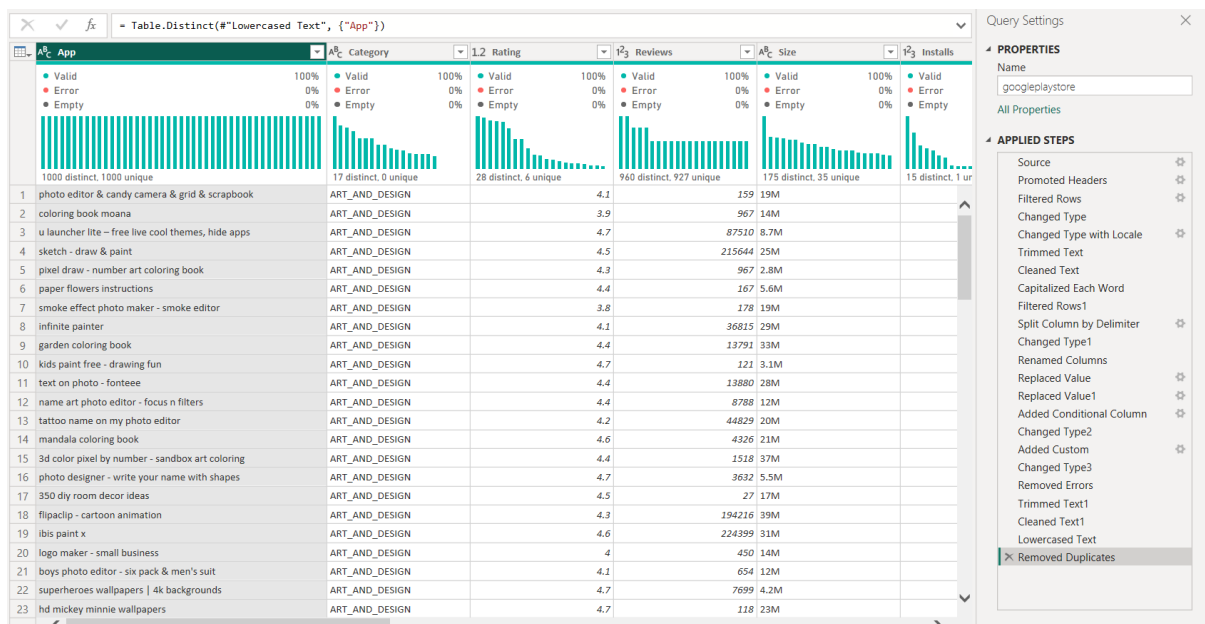 = Table.Distinct(#"Lowercased Text", {"App"})
App Category 1.2 Rating Reviews Size Installs
Valid 100% Valid 100% Valid 100% Valid 100% Valid 100% Valid
Error 0% Error 0% Error 0% Error 0% Error 0% Error
Empty 0% Empty 0% Empty 0% Empty 0% Empty 0% Empty
1000 distinct, 1000 unique 17 distinct, 0 unique 28 distinct, 6 unique 960 distinct, 927 unique 175 distinct, 35 unique 15 distinct, 1 ur
1 photo editor & candy camera & grid & scrapbook ART_AND_DESIGN 4.1 159 19M
2 coloring book moana ART_AND_DESIGN 3.9 967 14M
3 u launcher lite – free live cool themes, hide apps ART_AND_DESIGN 4.7 87510 8.7M
4 sketch - draw & paint ART_AND_DESIGN 4.5 215644 25M
5 pixel draw - number art coloring book ART_AND_DESIGN 4.3 967 2.8M
6 paper flowers instructions ART_AND_DESIGN 4.4 167 5.6M
7 smoke effect photo maker - smoke editor ART_AND_DESIGN 3.8 178 19M
8 infinite painter ART_AND_DESIGN 4.1 36815 29M
9 garden coloring book ART_AND_DESIGN 4.4 13791 33M
10 kids paint free - drawing fun ART_AND_DESIGN 4.7 121 3.1M
11 text on photo - fonteee ART_AND_DESIGN 4.4 13880 28M
12 name art photo editor - focus n filters ART_AND_DESIGN 4.4 8788 12M
13 tattoo name on my photo editor ART_AND_DESIGN 4.2 44829 20M
14 mandala coloring book ART_AND_DESIGN 4.6 4326 21M
15 3d color pixel by number - sandbox art coloring ART_AND_DESIGN 4.4 1518 37M
16 photo designer - write your name with shapes ART_AND_DESIGN 4.7 3632 5.5M
17 350 diy room decor ideas ART_AND_DESIGN 4.5 27 17M
18 flipaclip - cartoon animation ART_AND_DESIGN 4.3 194216 39M
19 ibis paint x ART_AND_DESIGN 4.6 224399 31M
20 logo maker - small business ART_AND_DESIGN 4 450 14M
21 boys photo editor - six pack & men's suit ART_AND_DESIGN 4.1 654 12M
22 superheroes wallpapers | 4k backgrounds ART_AND_DESIGN 4.7 7699 4.2M
23 hd mickey minnie wallpapers ART_AND_DESIGN 4.7 118 23M
Query Settings
PROPERTIES
Name
googleplaystore
All Properties
APPLIED STEPS
Source
Promoted Headers
Filtered Rows
Changed Type
Changed Type with Locale
Trimmed Text
Cleaned Text
Capitalized Each Word
Filtered Rows1
Split Column by Delimiter
Changed Type1
Renamed Columns
Replaced Value
Replaced Value1
Added Conditional Column
Changed Type2
Added Custom
Changed Type3
Removed Errors
Trimmed Text1
Cleaned Text1
Lowercased Text
Removed Duplicates